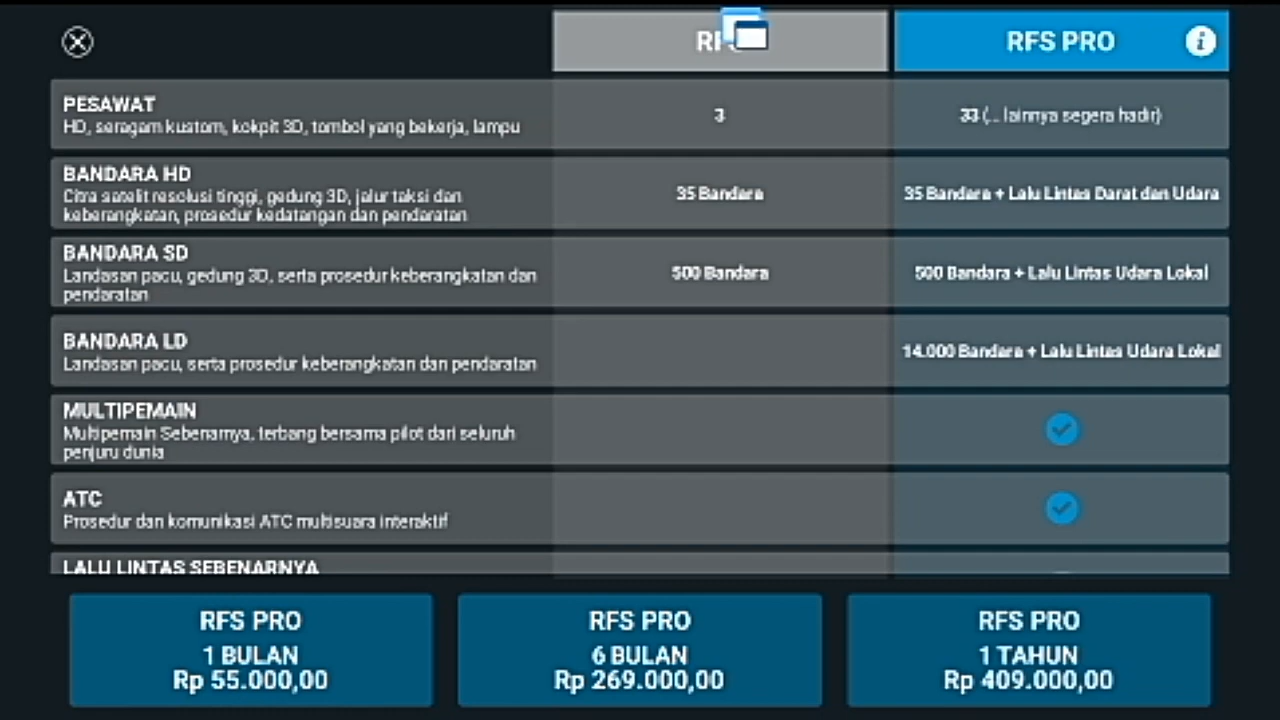 RFS PRO
PESAWAT
HD, seragam kustom, kokpit 3D, tombol yang bekerja, lampu
3
33 (... lainnya segera hadir)
BANDARA HD
Citra satelit resolusi tinggi, gedung 3D, jalur taksi dan
keberangkatan, prosedur kedatangan dan pendaratan
35 Bandara
35 Bandara + Lalu Lintas Darat dan Udara
BANDARA SD
Landasan pacu, gedung 3D, serta prosedur keberangkatan dan
pendaratan
500 Bandara
500 Bandara + Lalu Lintas Udara Lokal
BANDARA LD
Landasan pacu, serta prosedur keberangkatan dan pendaratan
14.000 Bandara + Lalu Lintas Udara Lokal
MULTIPEMAIN
Multipemain Sebenarnya, terbang bersama pilot dari seluruh
penjuru dunia
ATC
Prosedur dan komunikasi ATC multisuara interaktif
LALU LINTAS SEBENARNYA
RFS PRO
1 BULAN
Rp 55.000,00
RFS PRO
6 BULAN
Rp 269.000,00
RFS PRO
1 TAHUN
Rp 409.000,00